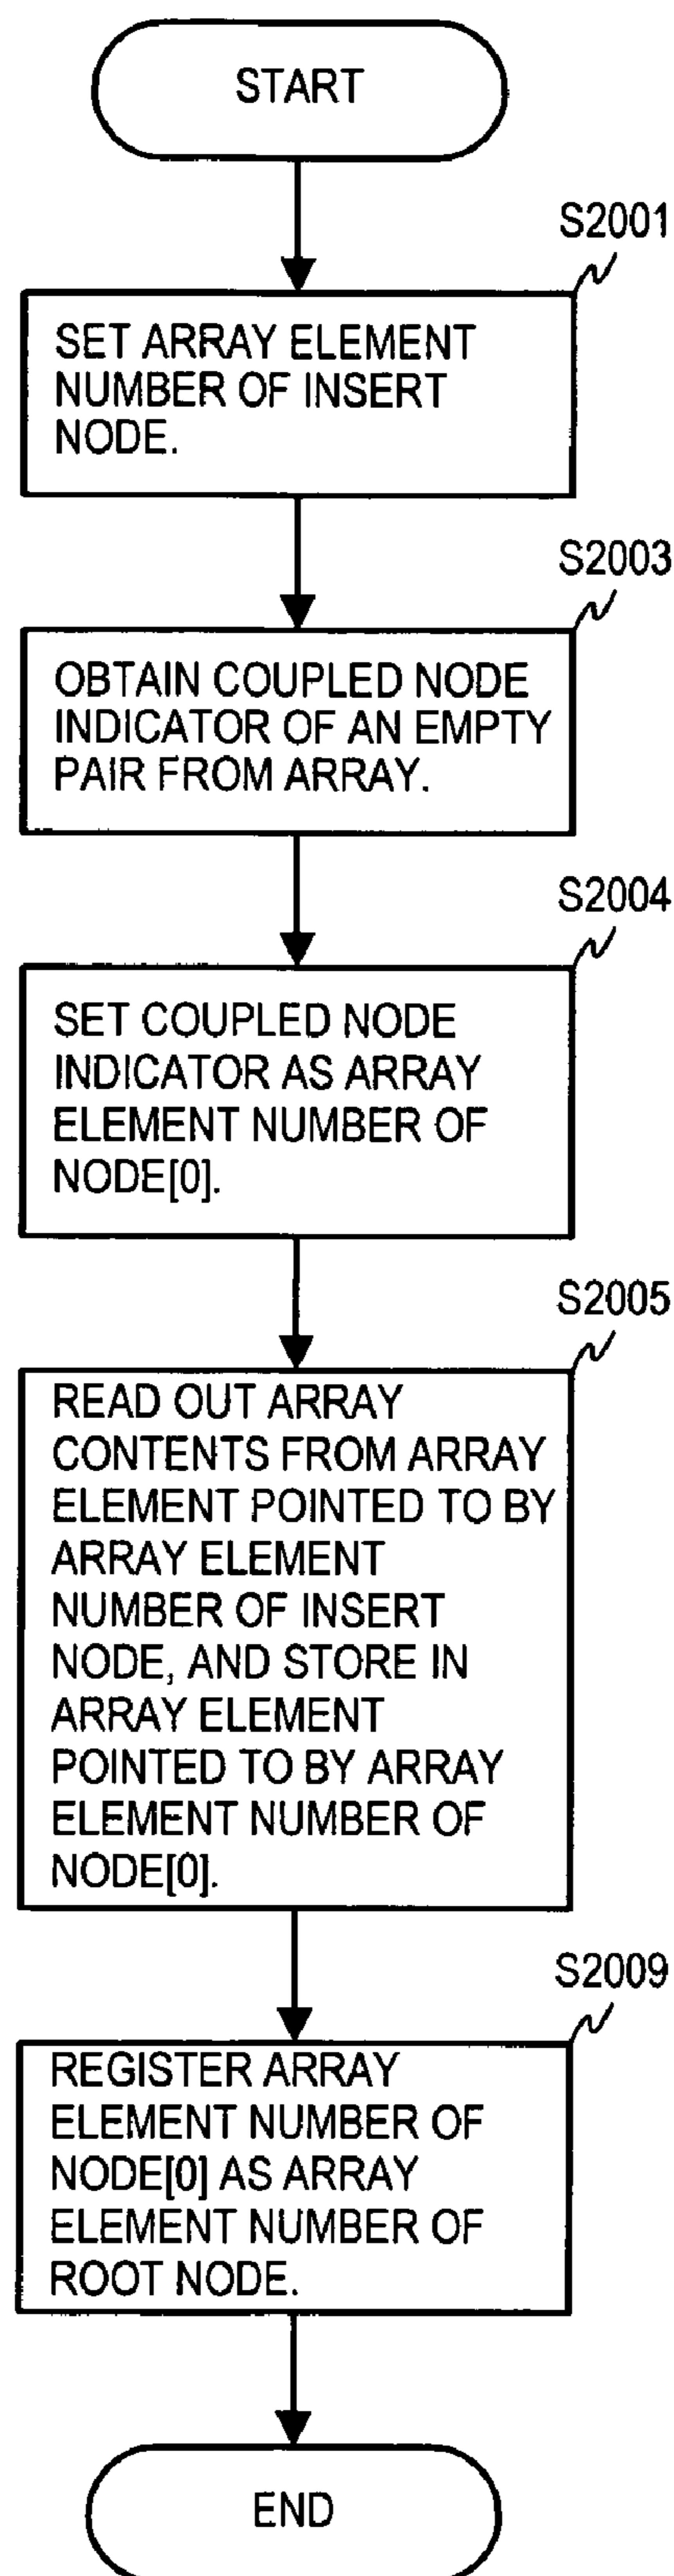 START
S2001
SET ARRAY ELEMENT
NUMBER OF INSERT
NODE.
S2003
OBTAIN COUPLED NODE
INDICATOR OF AN EMPTY
PAIR FROM ARRAY.
S2004
SET COUPLED NODE
INDICATOR AS ARRAY
ELEMENT NUMBER OF
NODE[0].
S2005
READ OUT ARRAY
CONTENTS FROM ARRAY
ELEMENT POINTED TO BY
ARRAY ELEMENT
NUMBER OF INSERT
NODE, AND STORE IN
ARRAY ELEMENT
POINTED TO BY ARRAY
ELEMENT NUMBER OF
NODE[0].
S2009
REGISTER ARRAY
ELEMENT NUMBER OF
NODE[0] AS ARRAY
ELEMENT NUMBER OF
ROOT NODE.
END